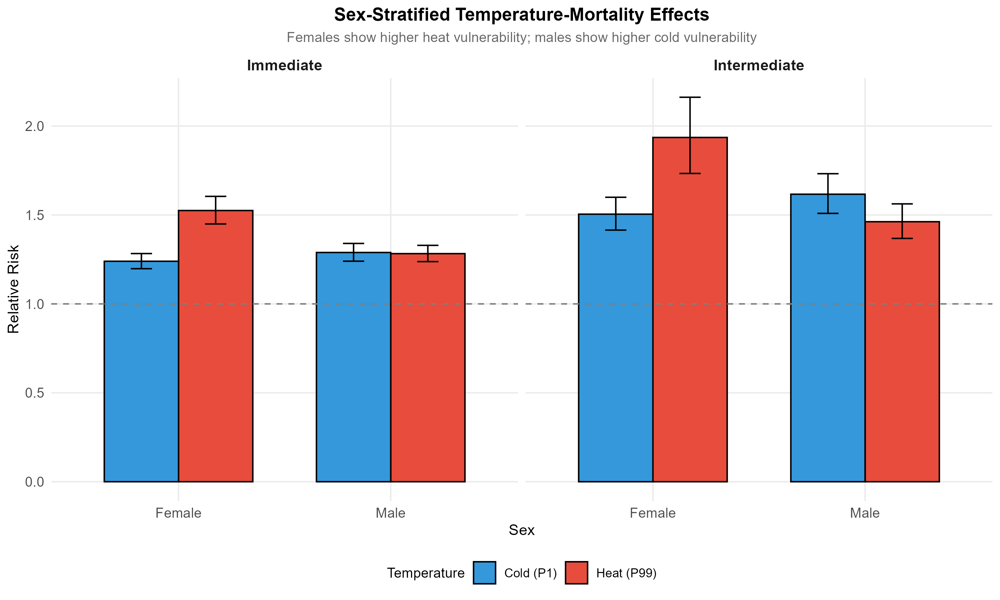 Sex-Stratified Temperature-Mortality Effects
Females show higher heat vulnerability; males show higher cold vulnerability
Immediate
Intermediate
Relative Risk
2.0
1.5
1.0
0.5
0.0
Female
Male
Female
Male
Sex
Temperature
Cold (P1)
Heat (P99)